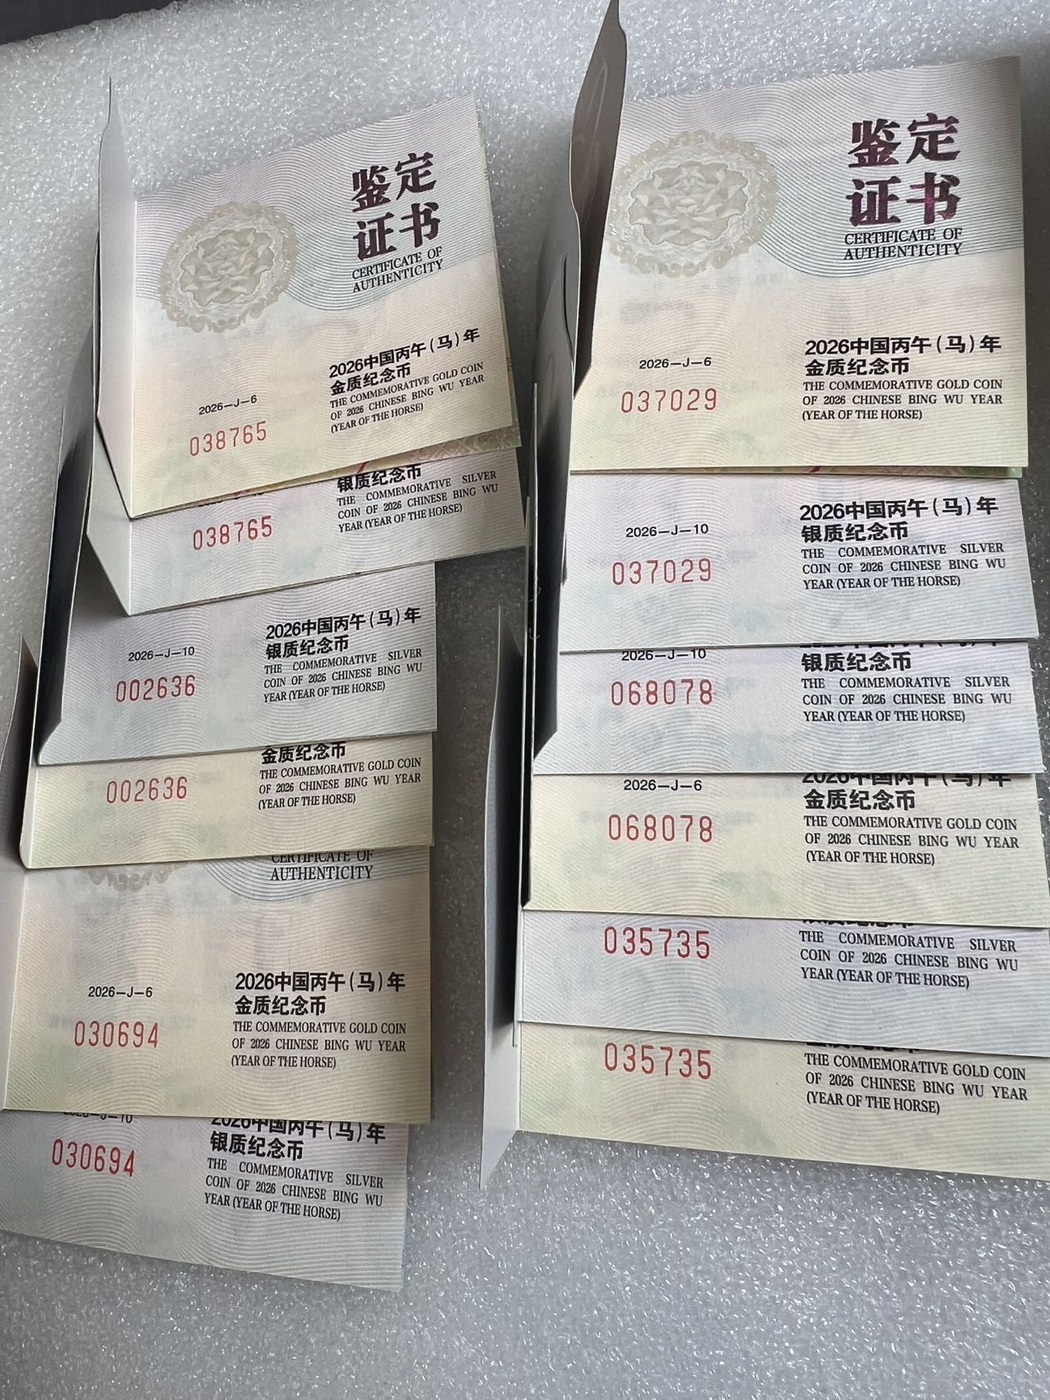 鉴定
证书
CERTIFICATE OF
AUTHENTICITY
2026中国丙午(马)年
金质纪念币
THE COMMEMORATIVE GOLD COIN
OF 2026 CHINESE BING WU YEAR
(YEAR OF THE HORSE)
2026-J-6
038765
银质纪念币
THE COMMEMORATIVE SILVER
COIN OF 2026 CHINESE BING WU
YEAR (YEAR OF THE HORSE)
038765
2026中国丙午(马)年
银质纪念币
THE COMMEMORATIVE SILVER
COIN OF 2026 CHINESE BING WU
YEAR (YEAR OF THE HORSE)
2026-J-10
002636
金质纪念币
THE COMMEMORATIVE GOLD COIN
OF 2026 CHINESE BING WU YEAR
(YEAR OF THE HORSE)
002636
CERTIFICATE OF
AUTHENTICITY
2026中国丙午(马)年
金质纪念币
THE COMMEMORATIVE GOLD COIN
OF 2026 CHINESE BING WU YEAR
(YEAR OF THE HORSE)
2026-J-6
030694
2026-J-10
2026中国丙午(马)年
银质纪念币
THE COMMEMORATIVE SILVER
COIN OF 2026 CHINESE BING WU
YEAR (YEAR OF THE HORSE)
030694
鉴定
证书
CERTIFICATE OF
AUTHENTICITY
2026中国丙午(马)年
金质纪念币
THE COMMEMORATIVE GOLD COIN
OF 2026 CHINESE BING WU YEAR
(YEAR OF THE HORSE)
2026-J-6
037029
2026中国丙午(马)年
银质纪念币
THE COMMEMORATIVE SILVER
COIN OF 2026 CHINESE BING WU
YEAR (YEAR OF THE HORSE)
2026-J-10
037029
2026-J-10
银质纪念币
THE COMMEMORATIVE SILVER
COIN OF 2026 CHINESE BING WU
YEAR (YEAR OF THE HORSE)
068078
2026中国丙午(马)年
金质纪念币
THE COMMEMORATIVE GOLD COIN
OF 2026 CHINESE BING WU YEAR
(YEAR OF THE HORSE)
2026-J-6
068078
THE COMMEMORATIVE SILVER
COIN OF 2026 CHINESE BING WU
YEAR (YEAR OF THE HORSE)
035735
THE COMMEMORATIVE GOLD COIN
OF 2026 CHINESE BING WU YEAR
(YEAR OF THE HORSE)
035735